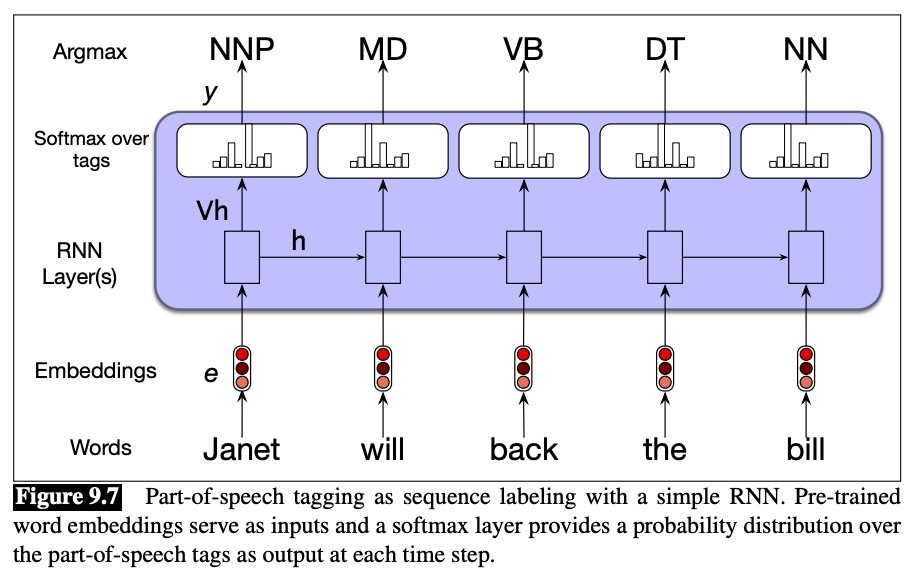 Argmax NNP MD VB DT NN
y
Softmax over
tags
Vh
h
RNN
Layer(s)
Embeddings e
Words Janet will back the bill
Figure 9.7 Part-of-speech tagging as sequence labeling with a simple RNN. Pre-trained
word embeddings serve as inputs and a softmax layer provides a probability distribution over
the part-of-speech tags as output at each time step.